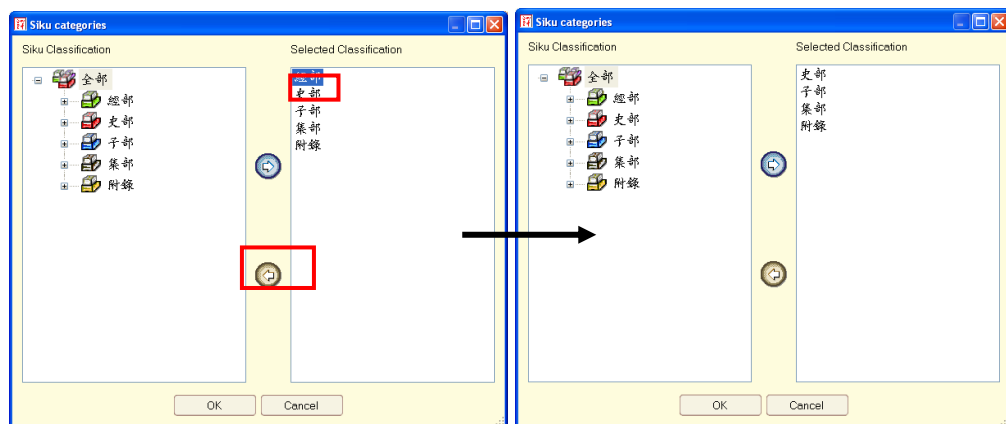 Siku categories
Siku Classification
Selected Classification
全部
經部
史部
子部
集部
附錄
經部
史部
子部
集部
附錄
OK
Cancel
Siku categories
Siku Classification
Selected Classification
全部
經部
史部
子部
集部
附錄
史部
子部
集部
附錄
OK
Cancel